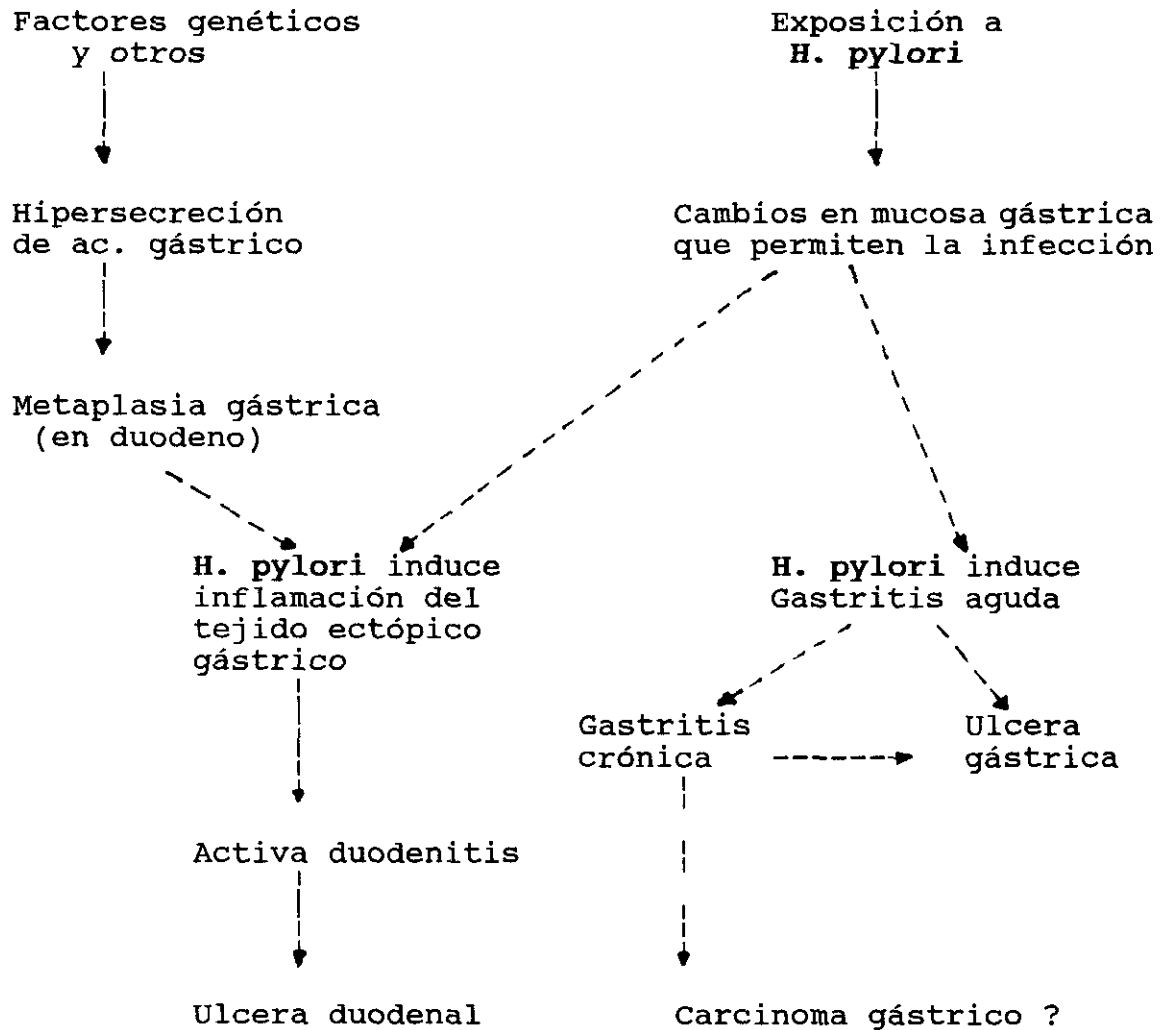 Factores genéticos
y otros
Exposición a
H. pylori
Hipersecreción
de ac. gástrico
Cambios en mucosa gástrica
que permiten la infección
Metaplasia gástrica
(en duodeno)
H. pylori induce
inflamación del
tejido ectópico
gástrico
H. pylori induce
Gastritis aguda
Gastritis
crónica
Ulcera
gástrica
Activa duodenitis
Ulcera duodenal
Carcinoma gástrico ?